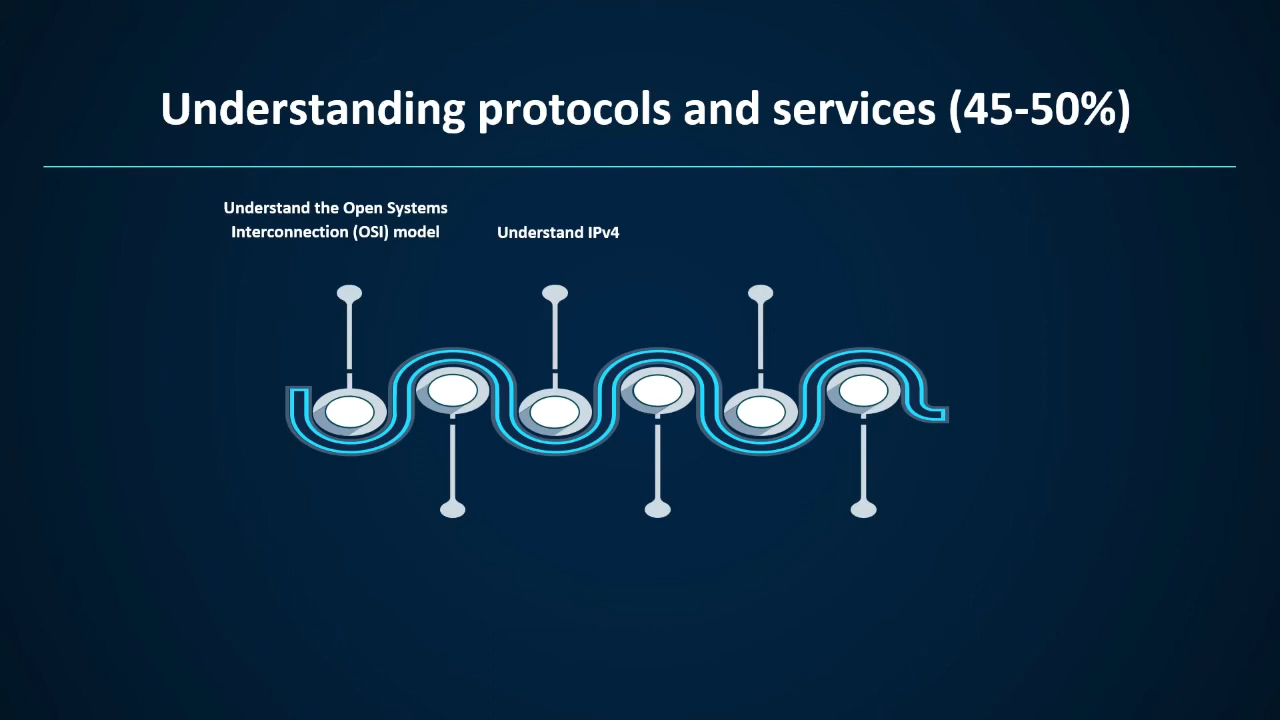 Understanding protocols and services (45-50%)
Understand the Open Systems
Interconnection (OSI) model
Understand IPv4